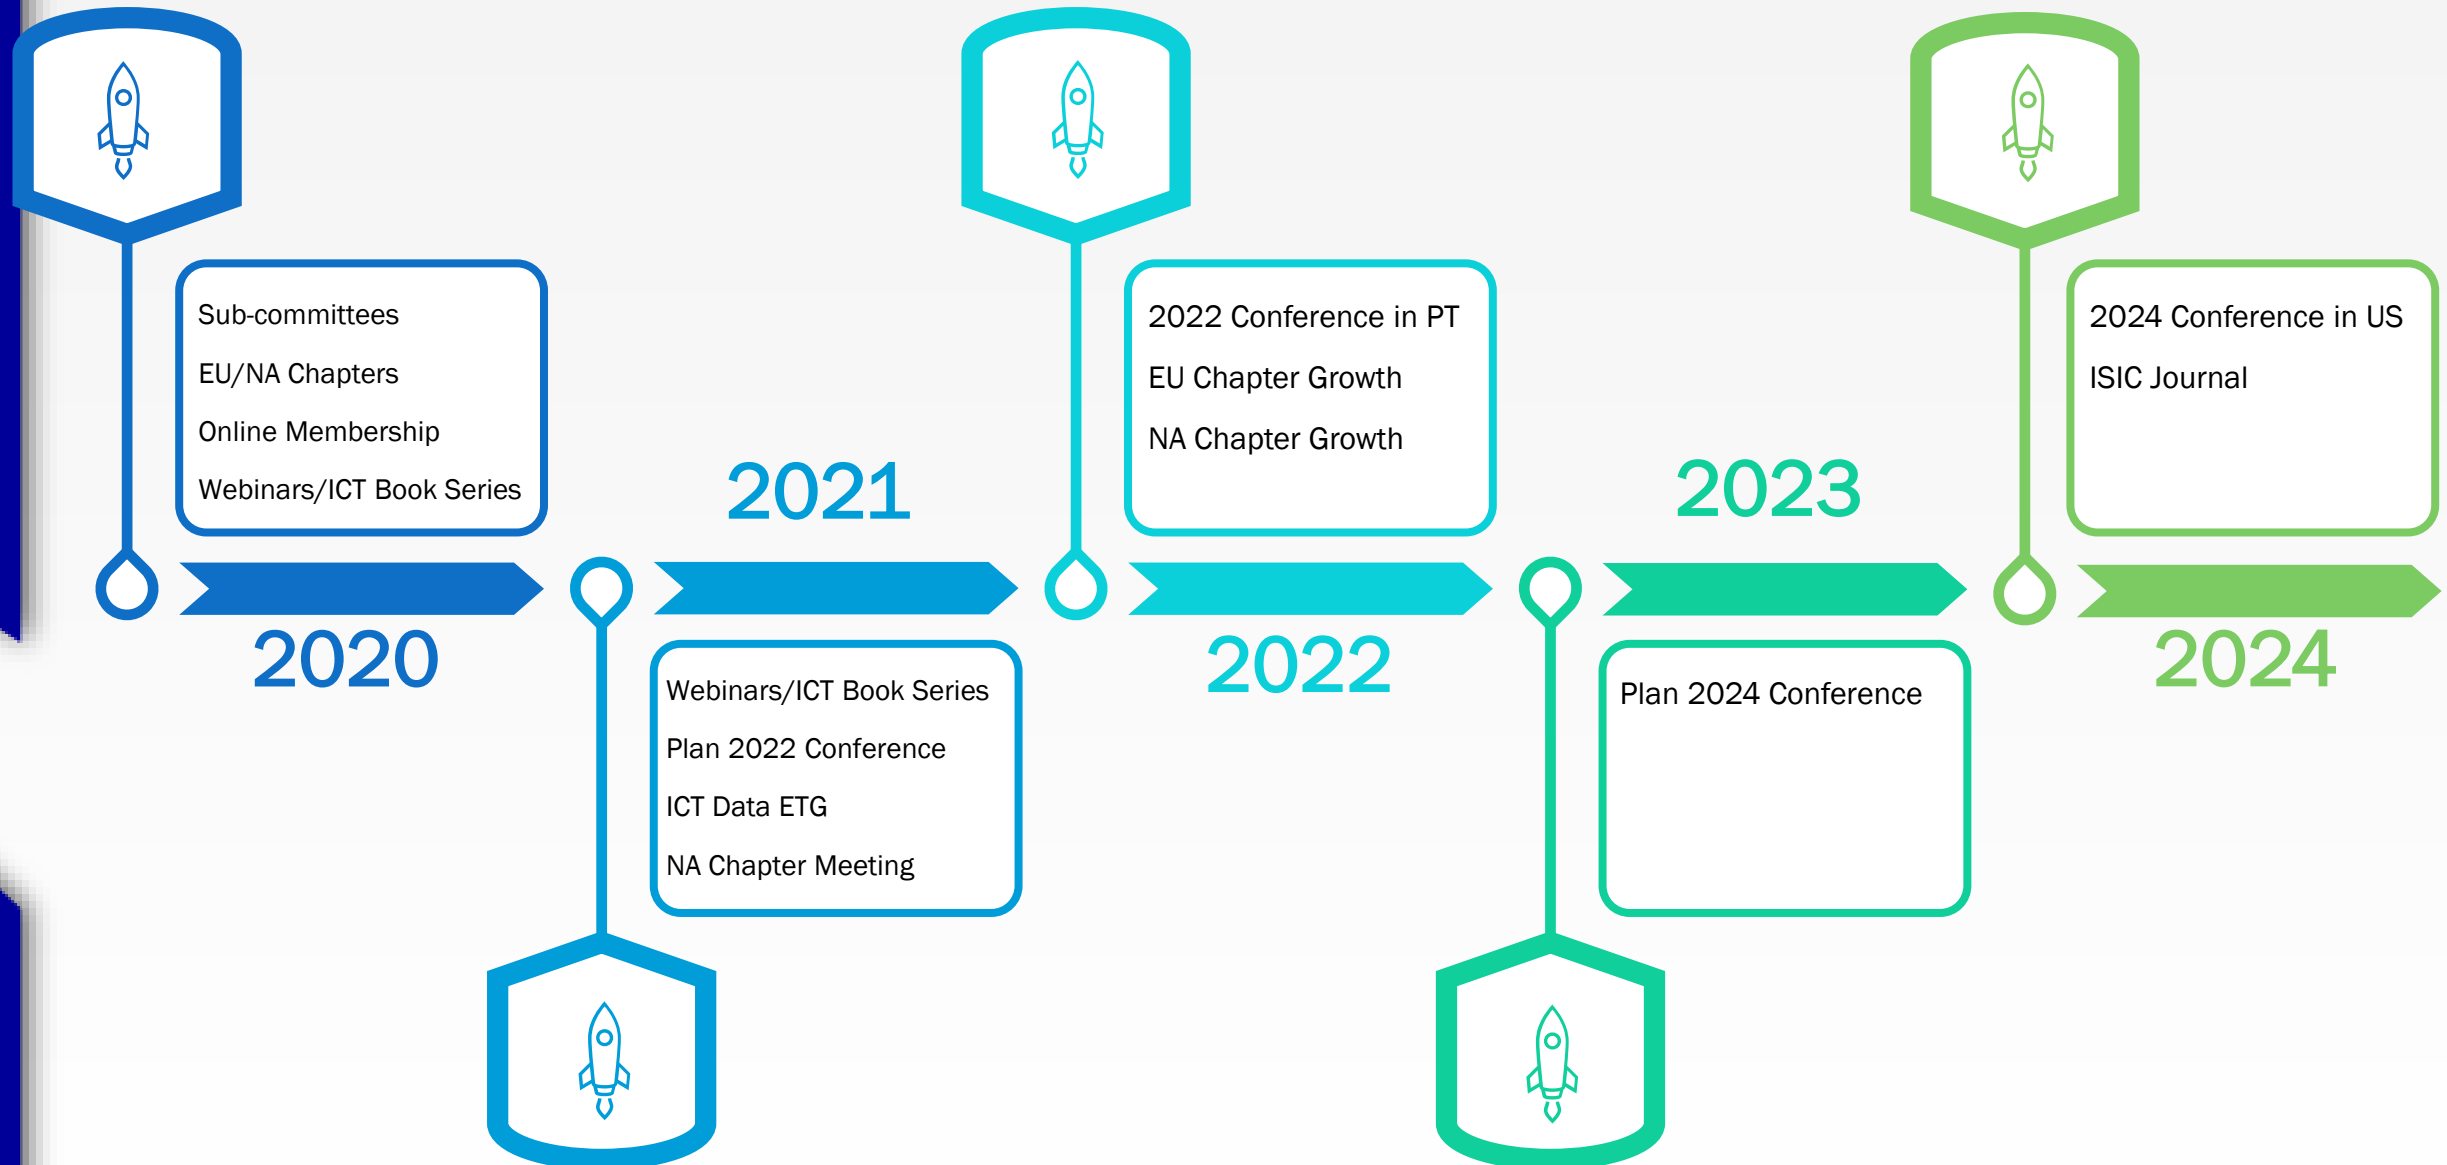 Sub-committees
EU/NA Chapters
Online Membership
Webinars/ICT Book Series
2020
2021
Webinars/ICT Book Series
Plan 2022 Conference
ICT Data ETG
NA Chapter Meeting
2022 Conference in PT
EU Chapter Growth
NA Chapter Growth
2022
2023
Plan 2024 Conference
2024 Conference in US
ISIC Journal
2024